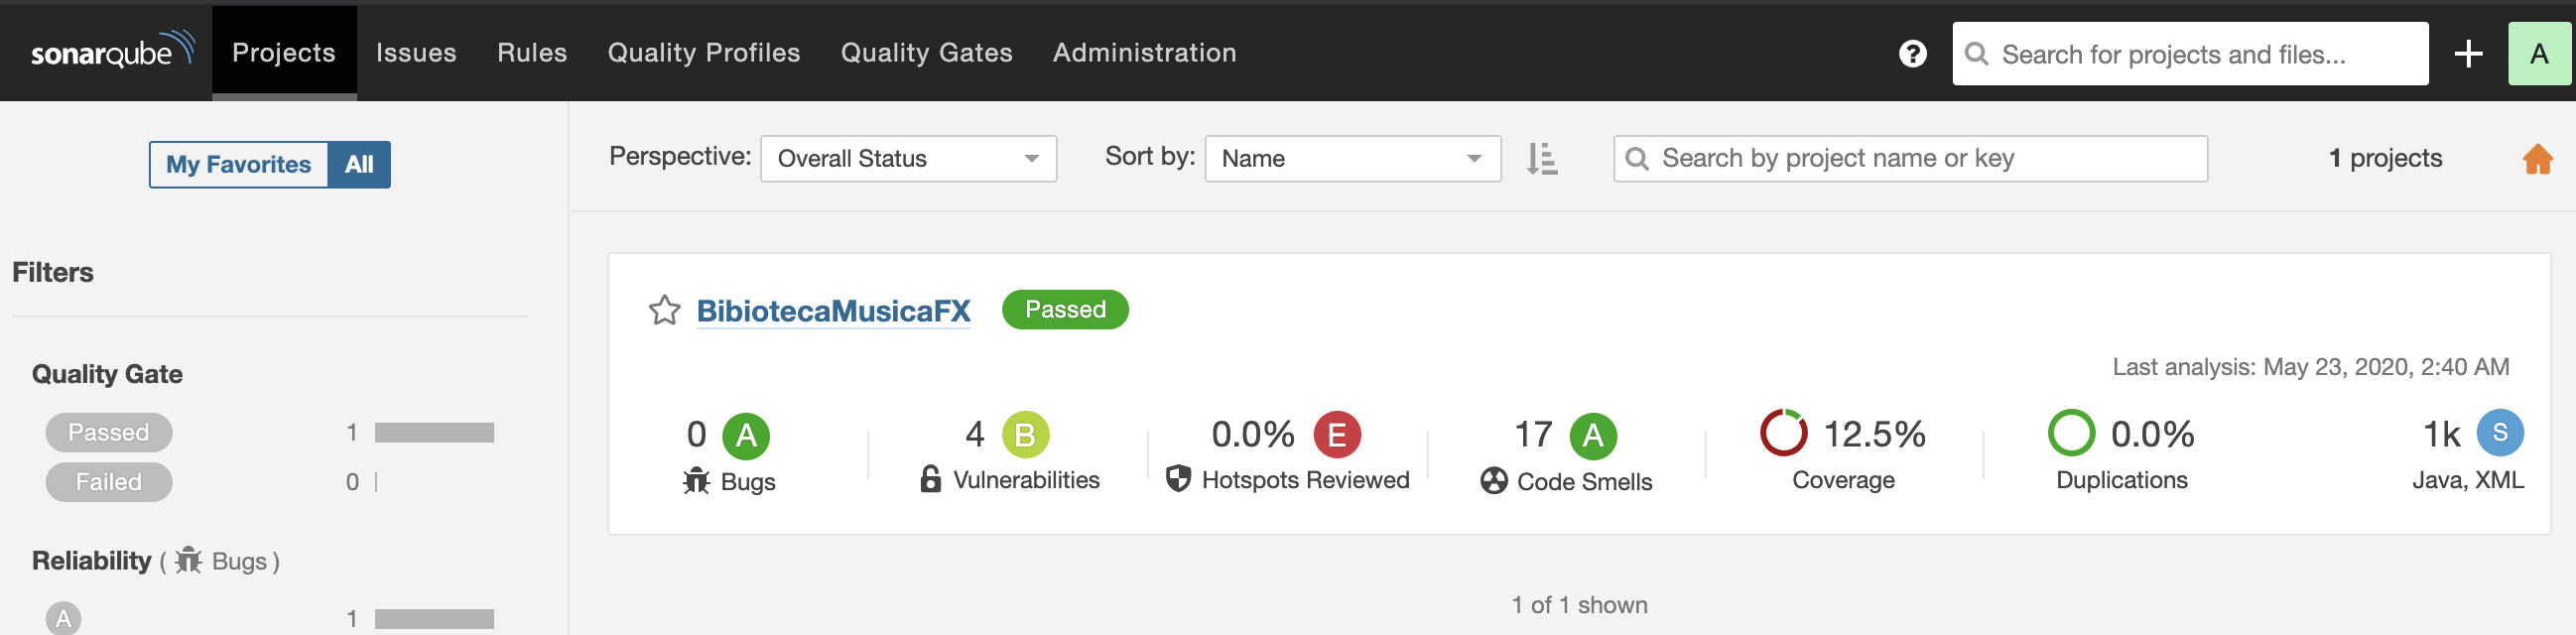 sonarqube Projects Issues Rules Quality Profiles Quality Gates Administration ? Search for projects and files... + A
My Favorites All
Perspective: Overall Status Sort by: Name Search by project name or key 1 projects
Filters
Quality Gate
Passed 1
Failed 0
Reliability ( Bugs )
A 1
BibiotecaMusicaFX Passed
Last analysis: May 23, 2020, 2:40 AM
0 A 4 B 0.0% E 17 A 12.5% 0.0% 1k S
Bugs Vulnerabilities Hotspots Reviewed Code Smells Coverage Duplications Java, XML
1 of 1 shown